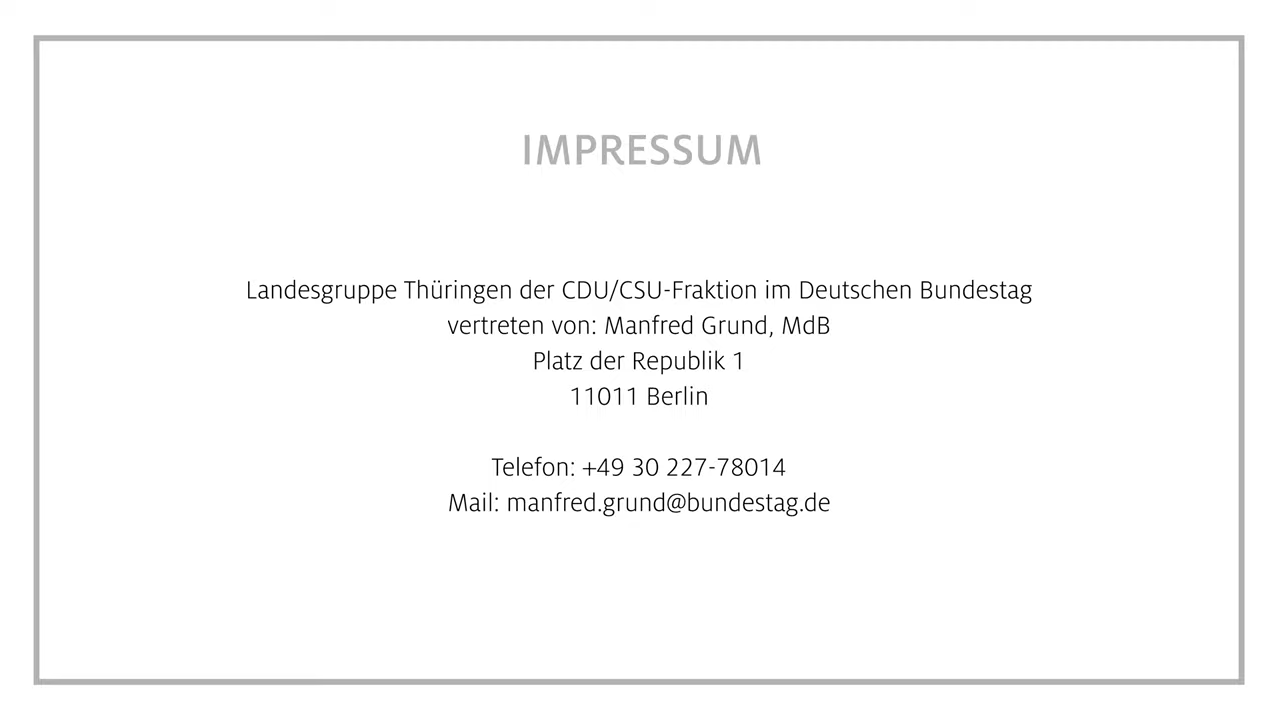 IMPRESSUM
Landesgruppe Thüringen der CDU/CSU-Fraktion im Deutschen Bundestag
vertreten von: Manfred Grund, MdB
Platz der Republik 1
11011 Berlin
Telefon: +49 30 227-78014
Mail: manfred.grund@bundestag.de